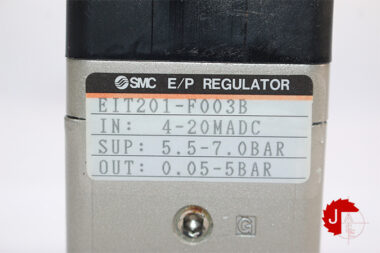 SMC E/P REGULATOR
EIT201-F003B
IN: 4-20MADC
SUP: 5.5-7.0BAR
OUT: 0.05-5BAR
G
J